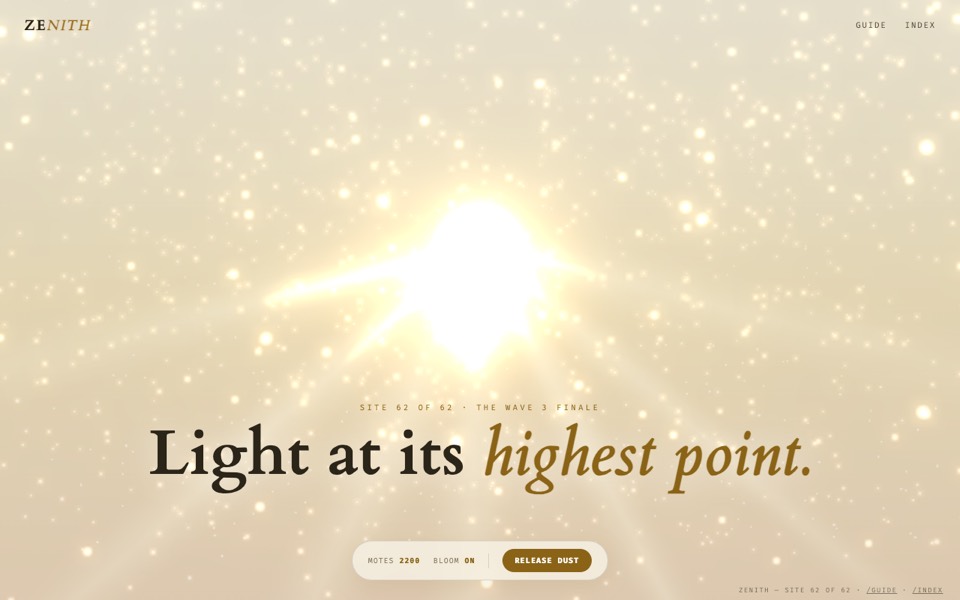 ZENITH
GUIDE INDEX
SITE 62 OF 62 · THE WAVE 3 FINALE
Light at its highest point.
MOTES 2200 BLOOM ON RELEASE DUST
ZENITH — SITE 62 OF 62 · /GUIDE · /INDEX